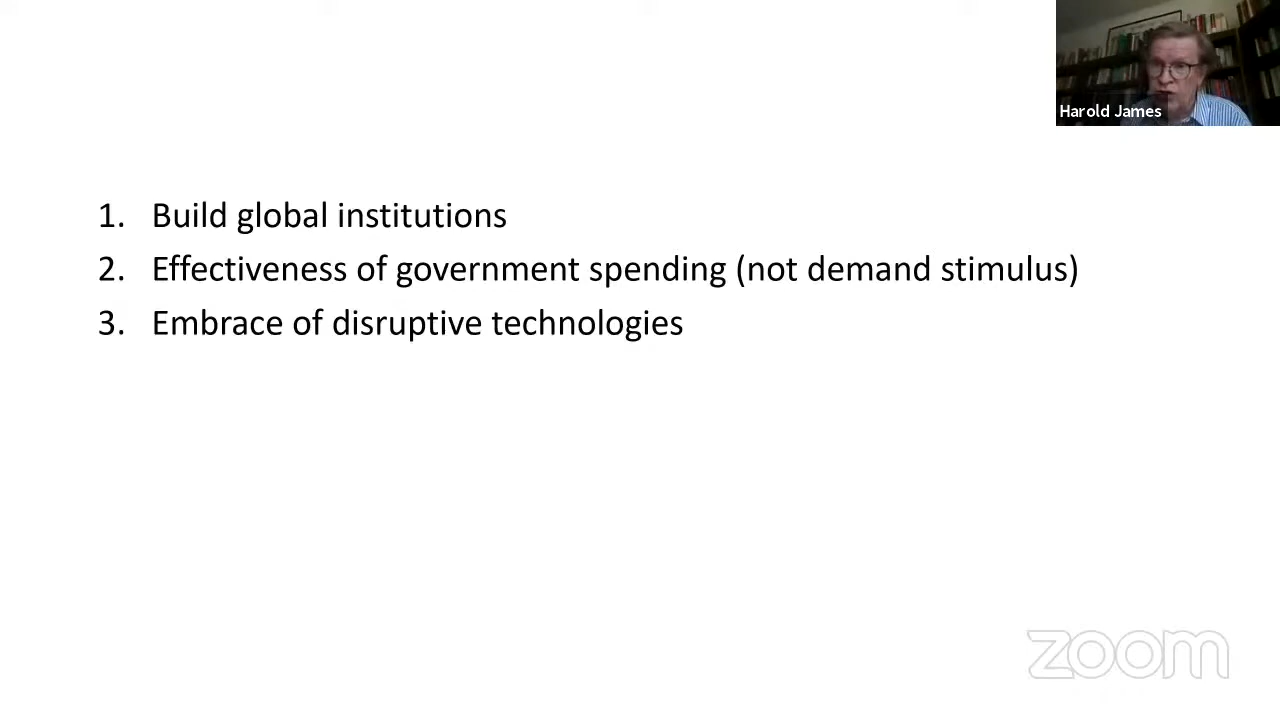 Harold James
1. Build global institutions
2. Effectiveness of government spending (not demand stimulus)
3. Embrace of disruptive technologies
zoom